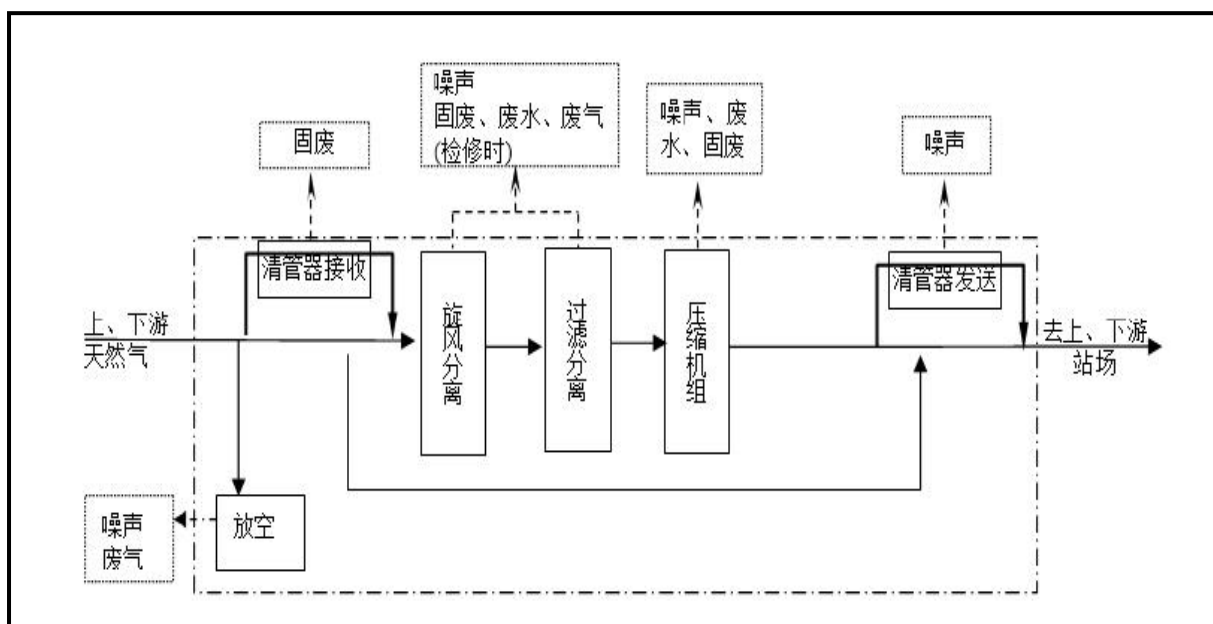 噪声
固废、废水、废气
(检修时)
噪声、废
水、固废
固废
噪声
清管器接收
清管器发送
旋风分离
过滤分离
压缩机组
上、下游
天然气
去上、下游
站场
噪声
废气
放空